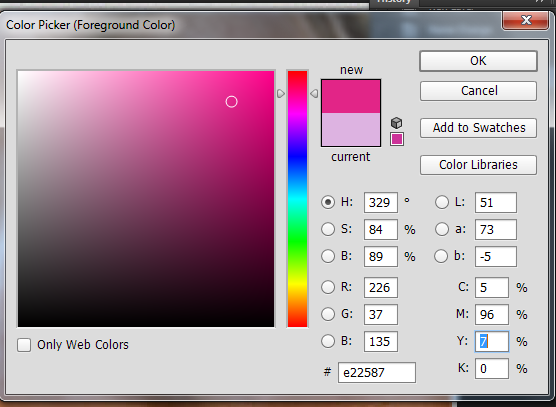 History
Color Picker (Foreground Color)
new
current
OK
Cancel
Add to Swatches
Color Libraries
H: 329 °
S: 84 %
B: 89 %
R: 226
G: 37
B: 135
# e22587
L: 51
a: 73
b: -5
C: 5 %
M: 96 %
Y: 7 %
K: 0 %
Only Web Colors